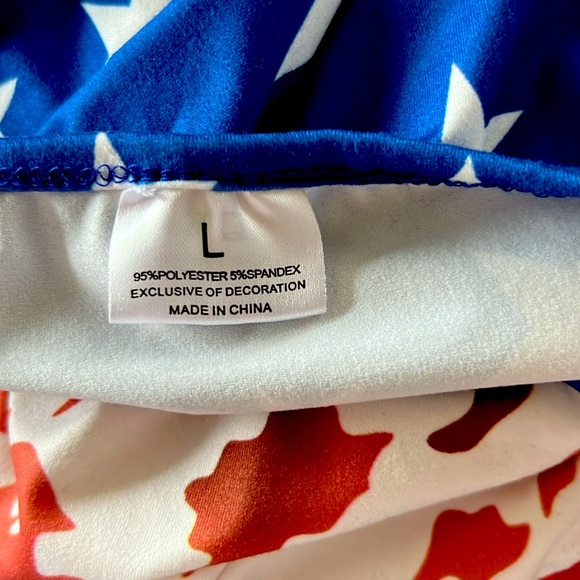 L
95%POLYESTER 5%SPANDEX
EXCLUSIVE OF DECORATION
MADE IN CHINA